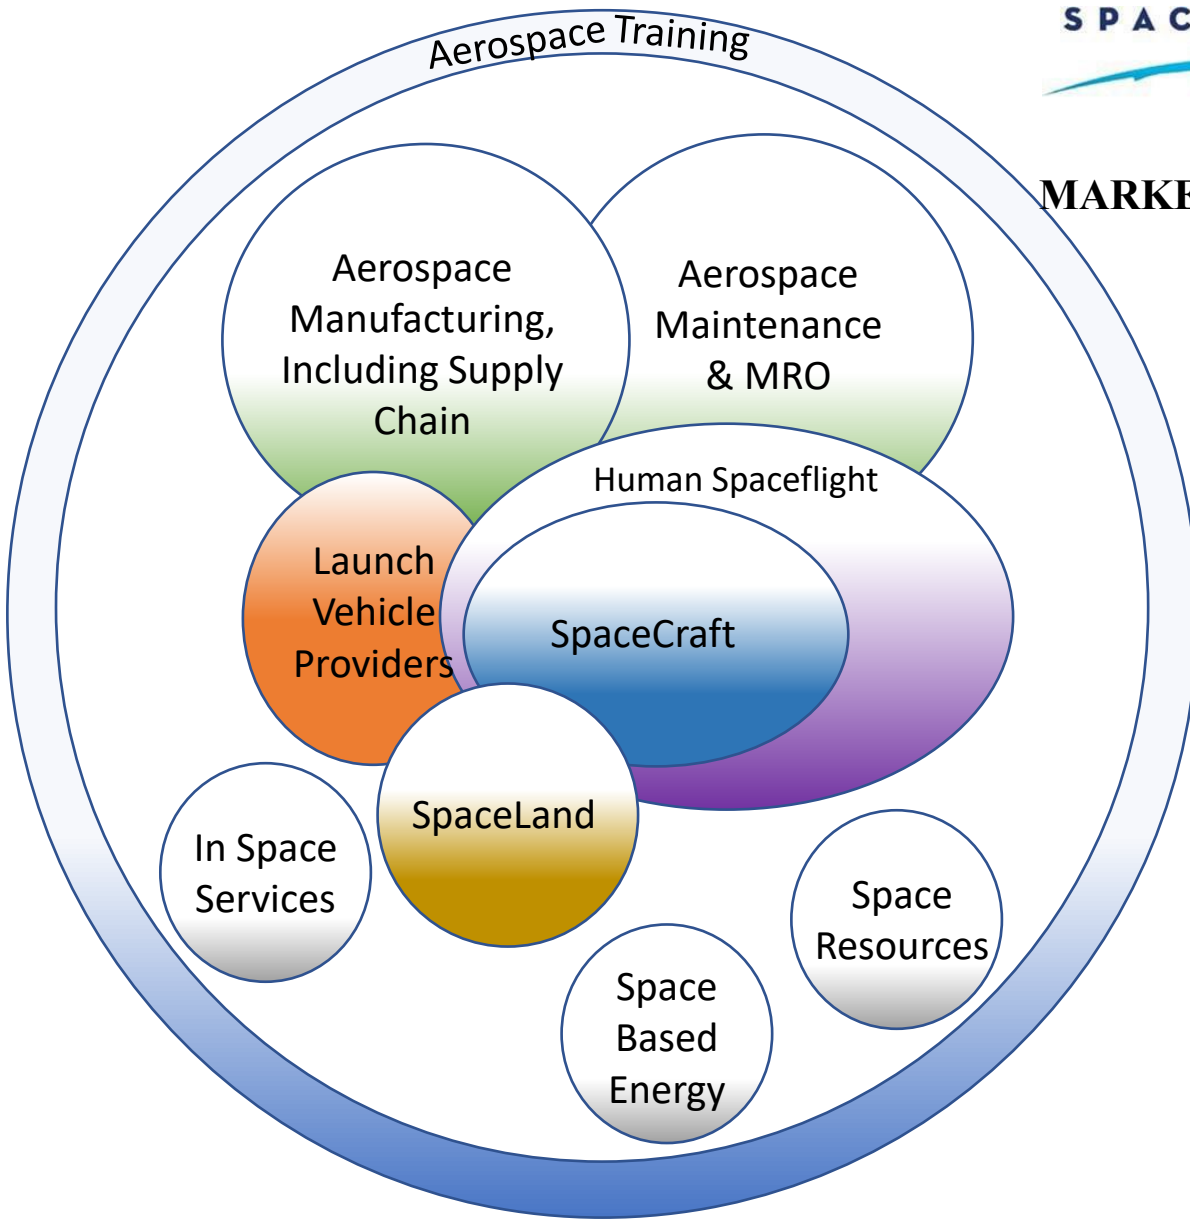 Aerospace Training
SPAC
MARKE
Aerospace
Manufacturing,
Including Supply
Chain
Aerospace
Maintenance
& MRO
Human Spaceflight
Launch
Vehicle
Providers
SpaceCraft
SpaceLand
In Space
Services
Space
Resources
Space
Based
Energy